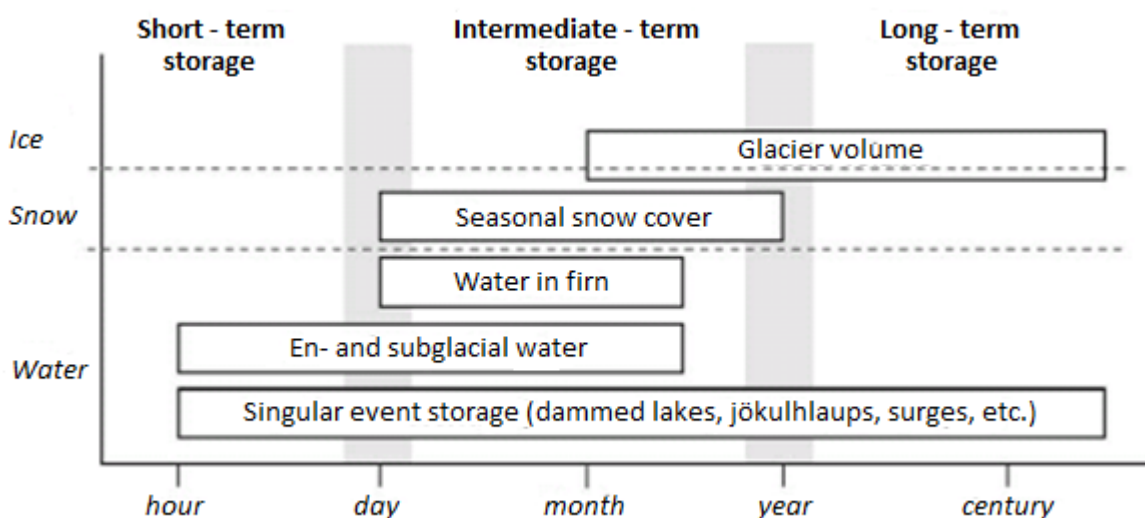 Short - term
storage
Intermediate - term
storage
Long - term
storage
Ice
Glacier volume
Snow
Seasonal snow cover
Water in firn
En- and subglacial water
Water
Singular event storage (dammed lakes, jökulhlaups, surges, etc.)
hour day month year century